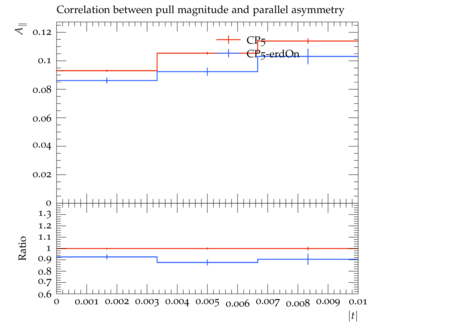 Correlation between pull magnitude and parallel asymmetry
A∥
0.12
0.1
0.08
0.06
0.04
0.02
0
CP5
CP5-erdOn
Ratio
1.3
1.2
1.1
1
0.9
0.8
0.7
0.6
0 0.001 0.002 0.003 0.004 0.005 0.006 0.007 0.008 0.009 0.01
|t|